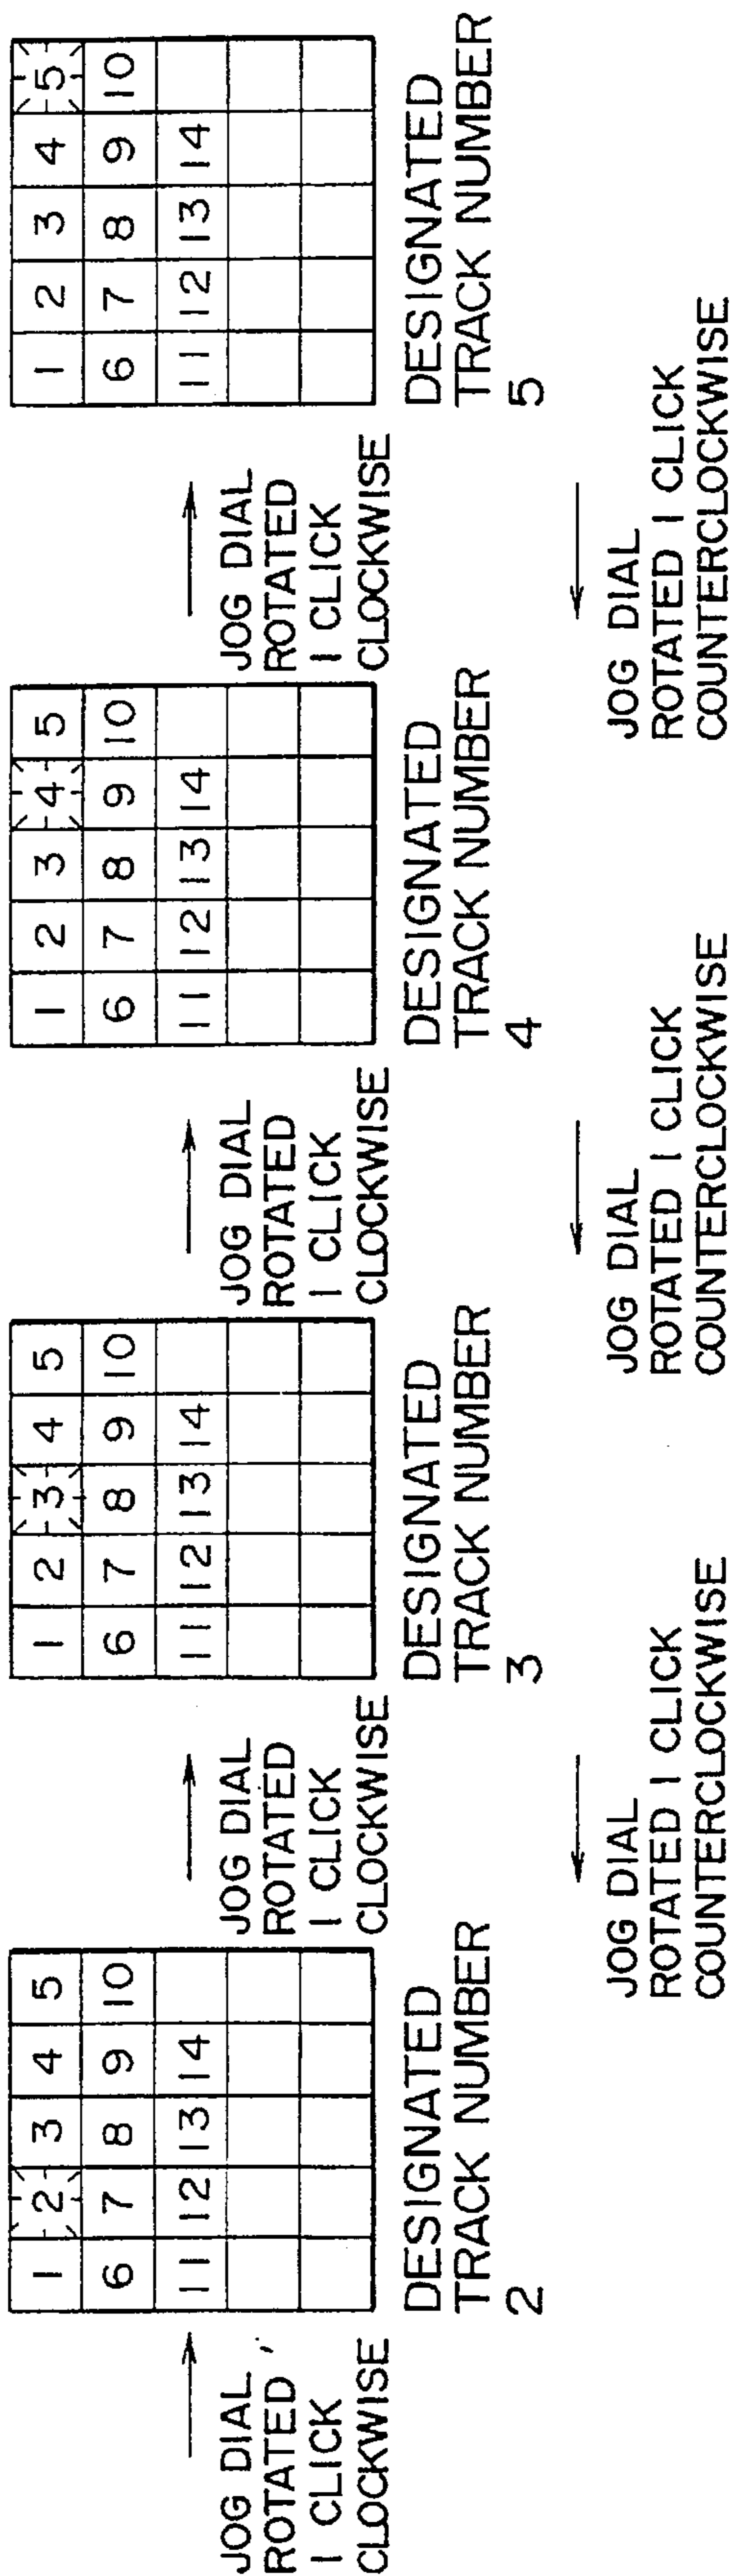 JOG DIAL
ROTATED
1 CLICK
CLOCKWISE
1 2 3 4 5
6 7 8 9 10
11 12 13 14
DESIGNATED
TRACK NUMBER
2
JOG DIAL
ROTATED
1 CLICK
CLOCKWISE
1 2 3 4 5
6 7 8 9 10
11 12 13 14
DESIGNATED
TRACK NUMBER
3
JOG DIAL
ROTATED
1 CLICK
CLOCKWISE
1 2 3 4 5
6 7 8 9 10
11 12 13 14
DESIGNATED
TRACK NUMBER
4
JOG DIAL
ROTATED
1 CLICK
CLOCKWISE
1 2 3 4 5
6 7 8 9 10
11 12 13 14
DESIGNATED
TRACK NUMBER
5
JOG DIAL
ROTATED 1 CLICK
COUNTERCLOCKWISE
JOG DIAL
ROTATED 1 CLICK
COUNTERCLOCKWISE
JOG DIAL
ROTATED 1 CLICK
COUNTERCLOCKWISE